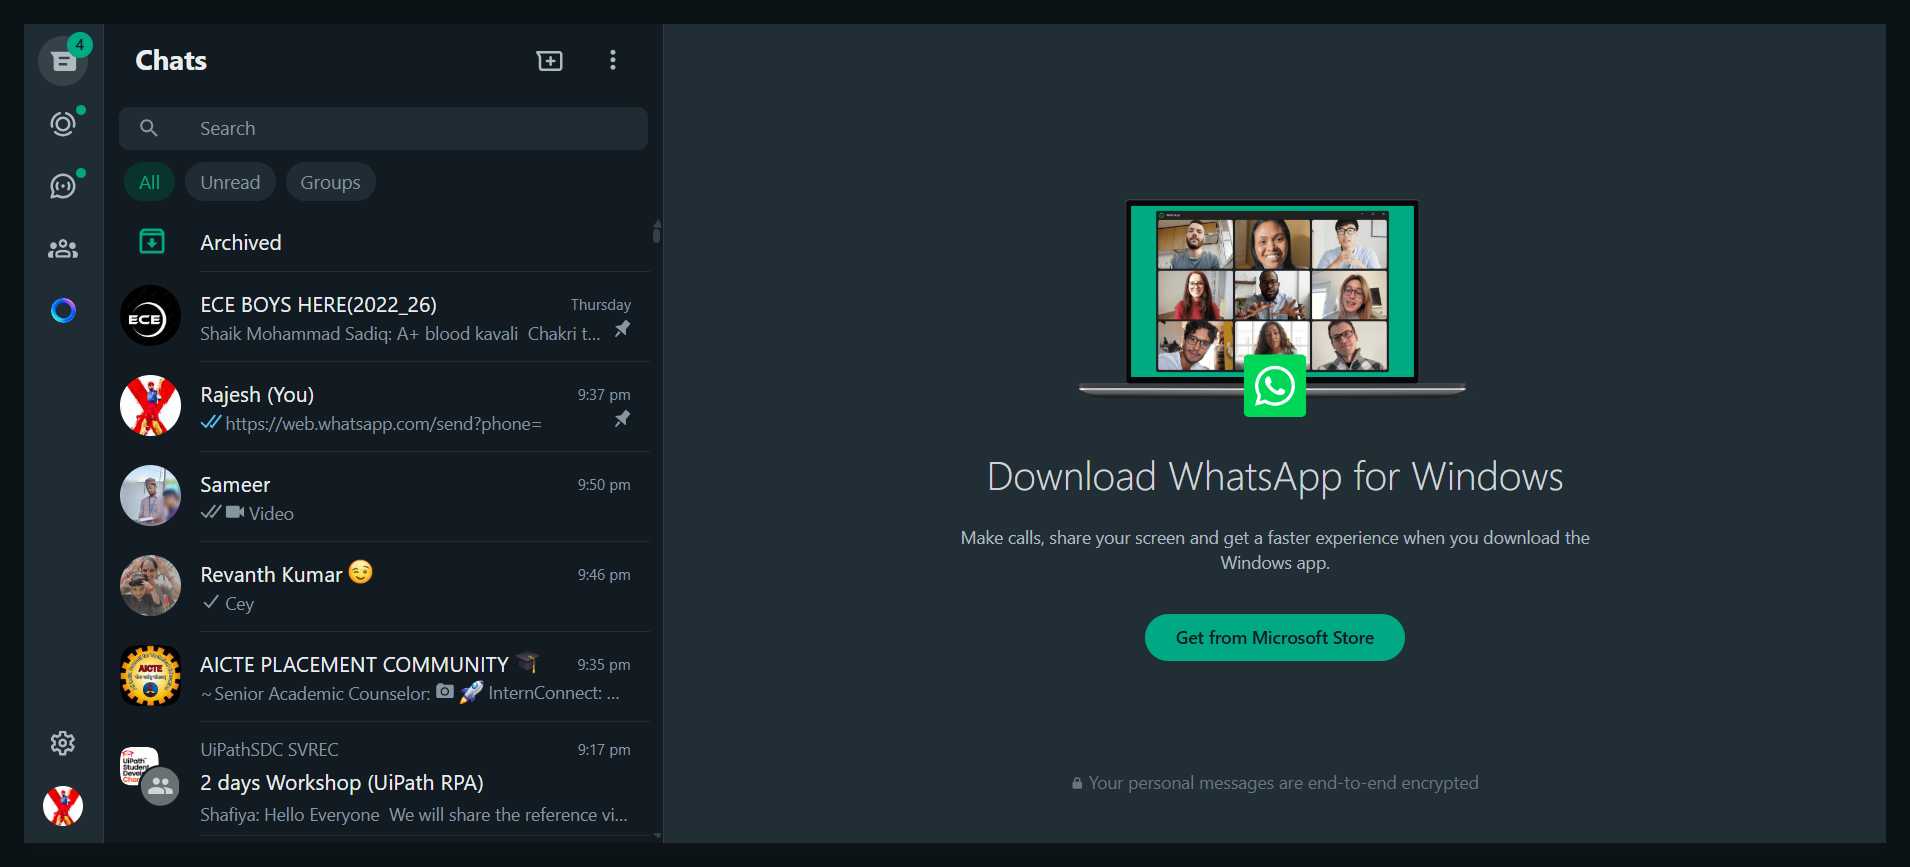 4
Chats
Search
All
Unread
Groups
Archived
ECE BOYS HERE(2022_26)
Thursday
Shaik Mohammad Sadiq: A+ blood kavali Chakri t...
ECE
Rajesh (You)
9:37 pm
https://web.whatsapp.com/send?phone=
Sameer
9:50 pm
Video
Revanth Kumar 😉
9:46 pm
Cey
AICTE PLACEMENT COMMUNITY 🎓
9:35 pm
~Senior Academic Counselor: 📷 🚀 InternConnect: ...
AICTE
UiPathSDC SVREC
9:17 pm
2 days Workshop (UiPath RPA)
Shafiya: Hello Everyone We will share the reference vi...
UiPath
Student
Download WhatsApp for Windows
Make calls, share your screen and get a faster experience when you download the
Windows app.
Get from Microsoft Store
Your personal messages are end-to-end encrypted